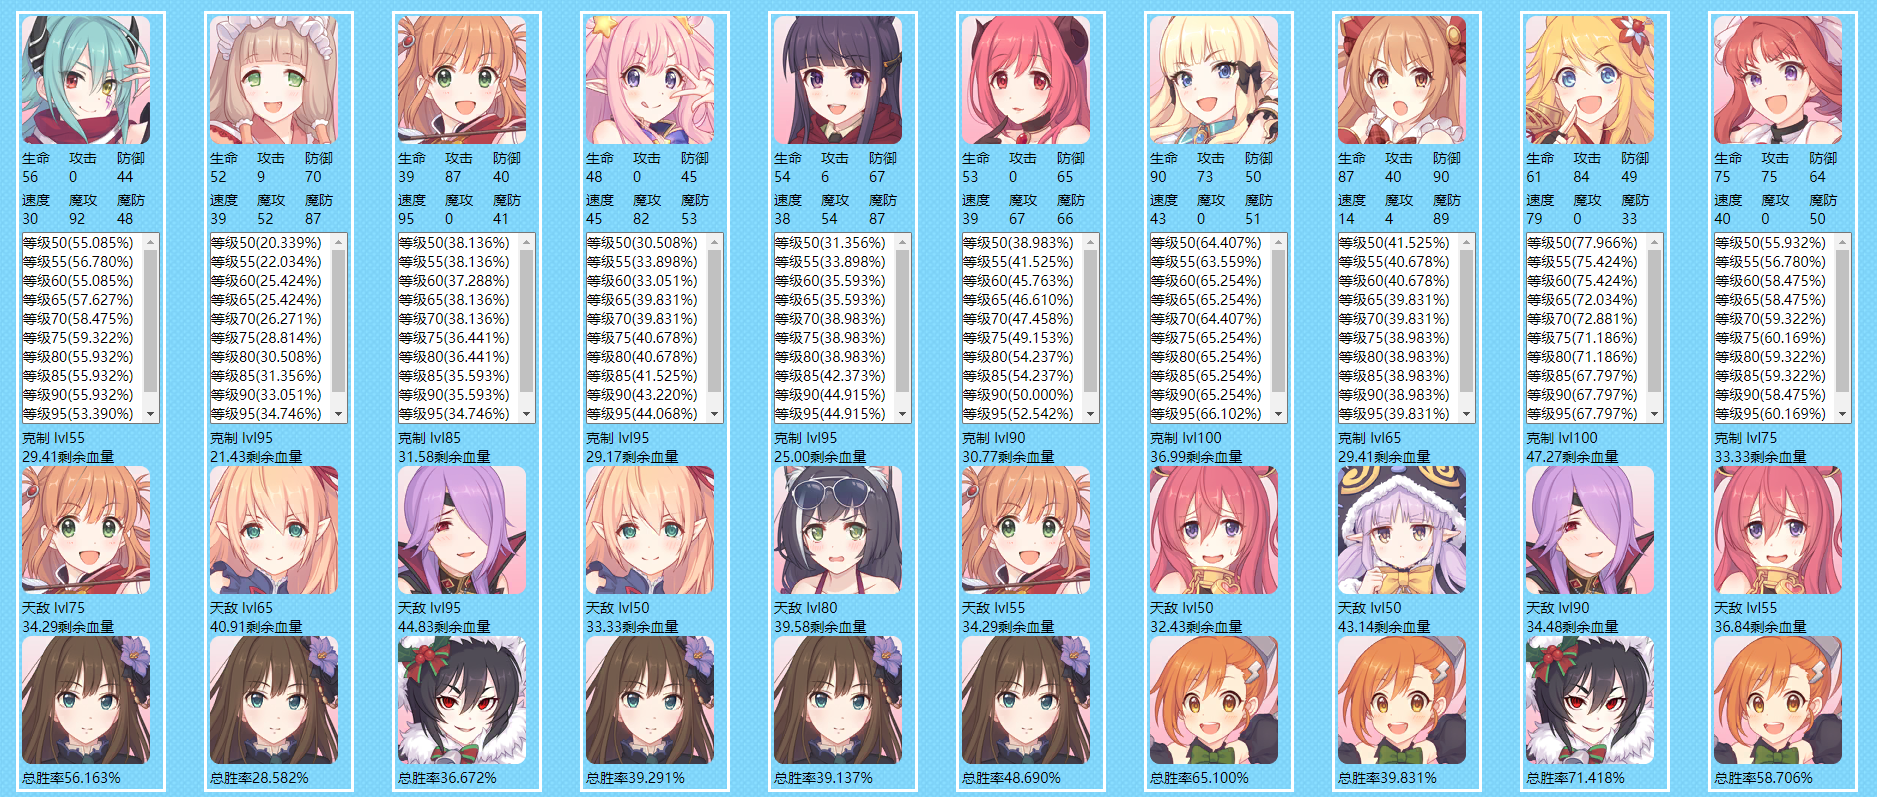 生命 攻击 防御
56 0 44
速度 魔攻 魔防
30 92 48
等级50(55.085%)
等级55(56.780%)
等级60(55.085%)
等级65(57.627%)
等级70(58.475%)
等级75(59.322%)
等级80(55.932%)
等级85(55.932%)
等级90(55.932%)
等级95(53.390%)
克制 lvl55
29.41剩余血量
天敌 lvl75
34.29剩余血量
总胜率56.163%
生命 攻击 防御
52 9 70
速度 魔攻 魔防
39 52 87
等级50(20.339%)
等级55(22.034%)
等级60(25.424%)
等级65(25.424%)
等级70(26.271%)
等级75(28.814%)
等级80(30.508%)
等级85(31.356%)
等级90(33.051%)
等级95(34.746%)
克制 lvl95
21.43剩余血量
天敌 lvl65
40.91剩余血量
总胜率28.582%
生命 攻击 防御
39 87 40
速度 魔攻 魔防
95 0 41
等级50(38.136%)
等级55(38.136%)
等级60(37.288%)
等级65(38.136%)
等级70(38.136%)
等级75(36.441%)
等级80(36.441%)
等级85(35.593%)
等级90(35.593%)
等级95(34.746%)
克制 lvl85
31.58剩余血量
天敌 lvl95
44.83剩余血量
总胜率36.672%
生命 攻击 防御
48 0 45
速度 魔攻 魔防
45 82 53
等级50(30.508%)
等级55(33.898%)
等级60(33.051%)
等级65(39.831%)
等级70(39.831%)
等级75(40.678%)
等级80(40.678%)
等级85(41.525%)
等级90(43.220%)
等级95(44.068%)
克制 lvl95
29.17剩余血量
天敌 lvl50
33.33剩余血量
总胜率39.291%
生命 攻击 防御
54 6 67
速度 魔攻 魔防
38 54 87
等级50(31.356%)
等级55(33.898%)
等级60(35.593%)
等级65(35.593%)
等级70(38.983%)
等级75(38.983%)
等级80(38.983%)
等级85(42.373%)
等级90(44.915%)
等级95(44.915%)
克制 lvl95
25.00剩余血量
天敌 lvl80
39.58剩余血量
总胜率39.137%
生命 攻击 防御
53 0 65
速度 魔攻 魔防
39 67 66
等级50(38.983%)
等级55(41.525%)
等级60(45.763%)
等级65(46.610%)
等级70(47.458%)
等级75(49.153%)
等级80(54.237%)
等级85(54.237%)
等级90(50.000%)
等级95(52.542%)
克制 lvl90
30.77剩余血量
天敌 lvl55
34.29剩余血量
总胜率48.690%
生命 攻击 防御
90 73 50
速度 魔攻 魔防
43 0 51
等级50(64.407%)
等级55(63.559%)
等级60(65.254%)
等级65(65.254%)
等级70(64.407%)
等级75(65.254%)
等级80(65.254%)
等级85(65.254%)
等级90(65.254%)
等级95(66.102%)
克制 lvl100
36.99剩余血量
天敌 lvl50
32.43剩余血量
总胜率65.100%
生命 攻击 防御
87 40 90
速度 魔攻 魔防
14 4 89
等级50(41.525%)
等级55(40.678%)
等级60(40.678%)
等级65(39.831%)
等级70(39.831%)
等级75(38.983%)
等级80(38.983%)
等级85(38.983%)
等级90(38.983%)
等级95(39.831%)
克制 lvl65
29.41剩余血量
天敌 lvl50
43.14剩余血量
总胜率39.831%
生命 攻击 防御
61 84 49
速度 魔攻 魔防
79 0 33
等级50(77.966%)
等级55(75.424%)
等级60(75.424%)
等级65(72.034%)
等级70(72.881%)
等级75(71.186%)
等级80(71.186%)
等级85(67.797%)
等级90(67.797%)
等级95(67.797%)
克制 lvl100
47.27剩余血量
天敌 lvl90
34.48剩余血量
总胜率71.418%
生命 攻击 防御
75 75 64
速度 魔攻 魔防
40 0 50
等级50(55.932%)
等级55(56.780%)
等级60(58.475%)
等级65(58.475%)
等级70(59.322%)
等级75(60.169%)
等级80(59.322%)
等级85(59.322%)
等级90(58.475%)
等级95(60.169%)
克制 lvl75
33.33剩余血量
天敌 lvl55
36.84剩余血量
总胜率58.706%